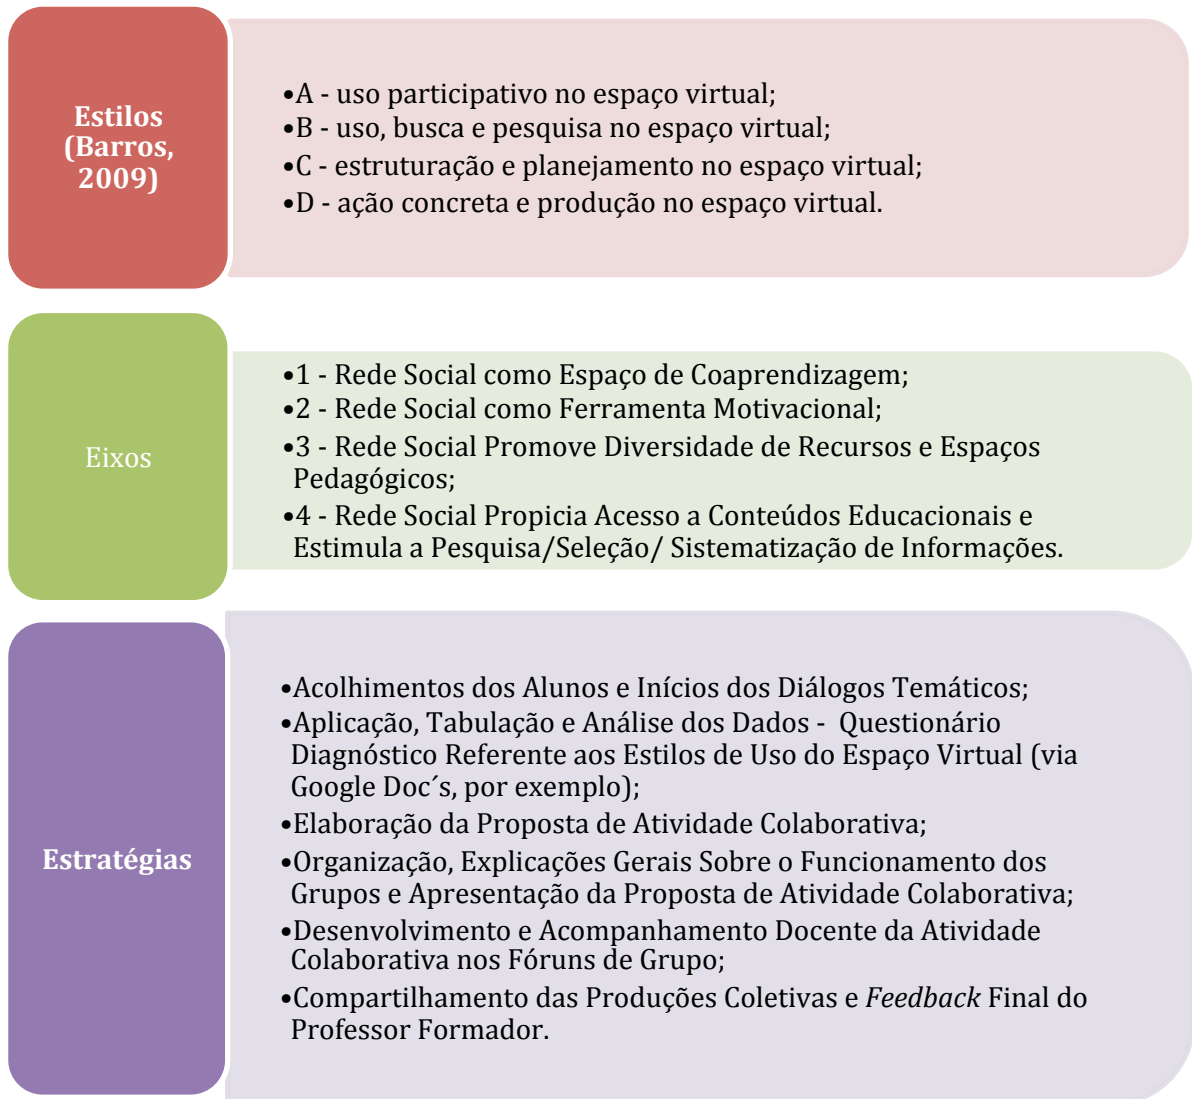 Estilos
(Barros,
2009)
•A - uso participativo no espaço virtual;
•B - uso, busca e pesquisa no espaço virtual;
•C - estruturação e planejamento no espaço virtual;
•D - ação concreta e produção no espaço virtual.
Eixos
•1 - Rede Social como Espaço de Coaprendizagem;
•2 - Rede Social como Ferramenta Motivacional;
•3 - Rede Social Promove Diversidade de Recursos e Espaços
Pedagógicos;
•4 - Rede Social Propicia Acesso a Conteúdos Educacionais e
Estimula a Pesquisa/Seleção/ Sistematização de Informações.
Estratégias
•Acolhimentos dos Alunos e Inícios dos Diálogos Temáticos;
•Aplicação, Tabulação e Análise dos Dados - Questionário
Diagnóstico Referente aos Estilos de Uso do Espaço Virtual (via
Google Doc´s, por exemplo);
•Elaboração da Proposta de Atividade Colaborativa;
•Organização, Explicações Gerais Sobre o Funcionamento dos
Grupos e Apresentação da Proposta de Atividade Colaborativa;
•Desenvolvimento e Acompanhamento Docente da Atividade
Colaborativa nos Fóruns de Grupo;
•Compartilhamento das Produções Coletivas e Feedback Final do
Professor Formador.